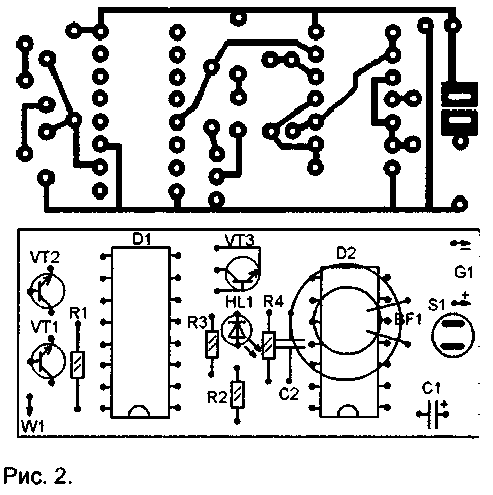 D1
VT3
VT2
D2
G1
HL1
R4
S1
+
VT1
R1
R3
BF1
R2
C2
C1
+
W1
Рис. 2.